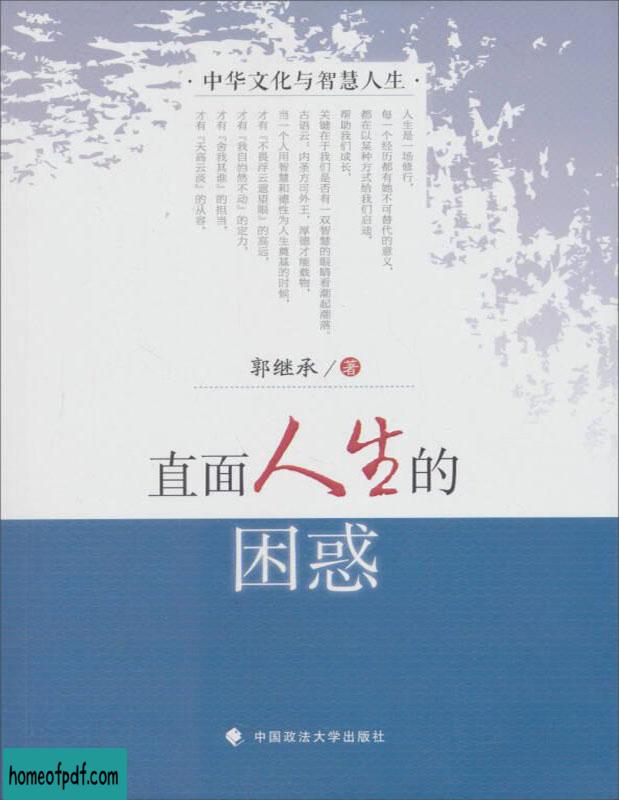 ·中华文化与智慧人生·
人生是一场修行,
每一个经历都有她不可替代的意义,
都在以某种方式给我们启迪,
帮助我们成长,
关键在于我们是否有一双智慧的眼睛看潮起潮落。
古语云：内圣方可外王，厚德才能载物,
当一个人用智慧和德性为人生奠基的时候,
才有『不畏浮云遮望眼』的高远,
才有『我自岿然不动』的定力,
才有『舍我其谁』的担当,
才有『天高云淡』的从容。
郭继承/著
直面人生的
困惑
中国政法大学出版社
homeofpdf.com